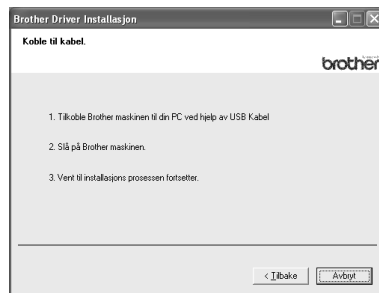 Brother Driver Installasjon
Koble til kabel.
brother
1. Tilkoble Brother maskinen til din PC ved hjelp av USB Kabel
2. Slå på Brother maskinen.
3. Vent til installasjons prosessen fortsetter.
< Tilbake
Avbryt